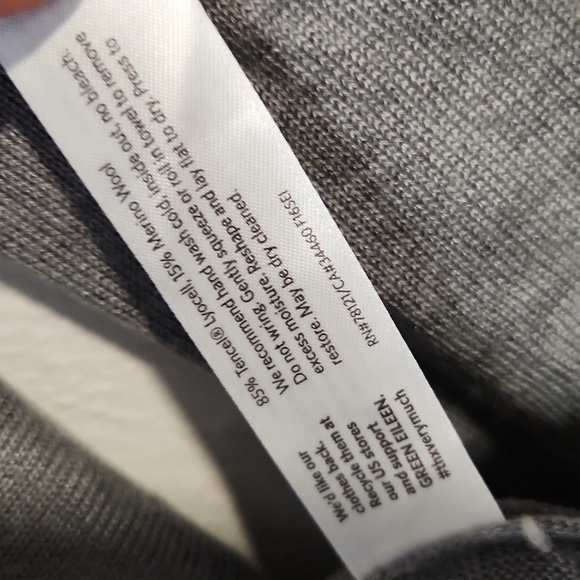 85% Tencel® Lyocell, 15% Merino Wool
We recommend hand wash cold, inside out, no bleach.
Do not wring. Gently squeeze or roll in towel to remove
excess moisture. Reshape and lay flat to dry. Press to
restore. May be dry cleaned.
RN#78121/CA#34460 F16SEI
We'd like our
clothes back.
Recycle them at
our US stores
and support
GREEN EILEEN.
#thxverymuch